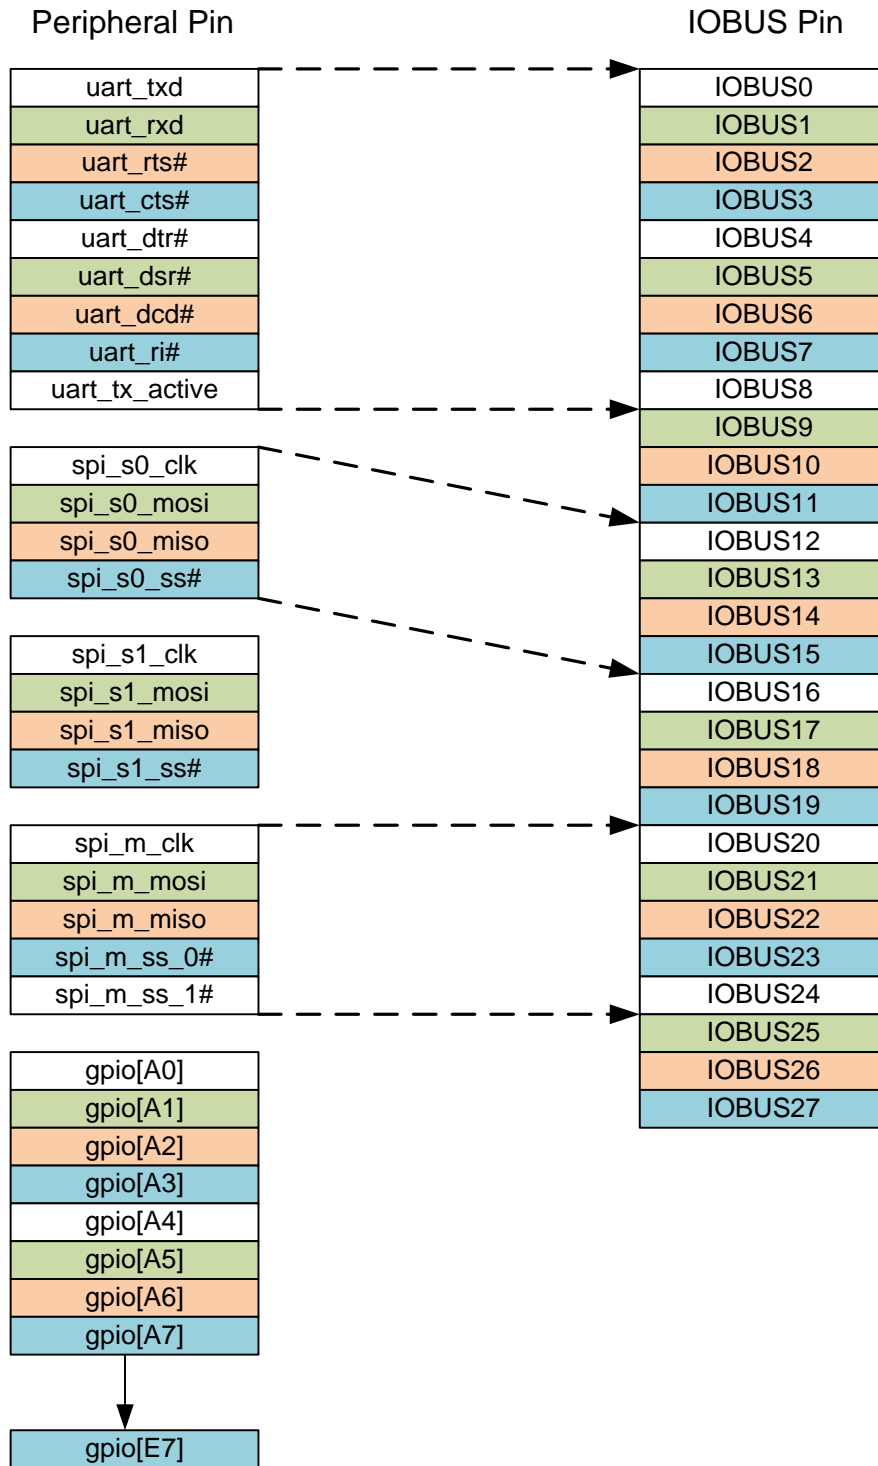 Peripheral Pin
uart_txd
uart_rxd
uart_rts#
uart_cts#
uart_dtr#
uart_dsr#
uart_dcd#
uart_ri#
uart_tx_active
spi_s0_clk
spi_s0_mosi
spi_s0_miso
spi_s0_ss#
spi_s1_clk
spi_s1_mosi
spi_s1_miso
spi_s1_ss#
spi_m_clk
spi_m_mosi
spi_m_miso
spi_m_ss_0#
spi_m_ss_1#
gpio[A0]
gpio[A1]
gpio[A2]
gpio[A3]
gpio[A4]
gpio[A5]
gpio[A6]
gpio[A7]
gpio[E7]
IOBUS Pin
IOBUS0
IOBUS1
IOBUS2
IOBUS3
IOBUS4
IOBUS5
IOBUS6
IOBUS7
IOBUS8
IOBUS9
IOBUS10
IOBUS11
IOBUS12
IOBUS13
IOBUS14
IOBUS15
IOBUS16
IOBUS17
IOBUS18
IOBUS19
IOBUS20
IOBUS21
IOBUS22
IOBUS23
IOBUS24
IOBUS25
IOBUS26
IOBUS27